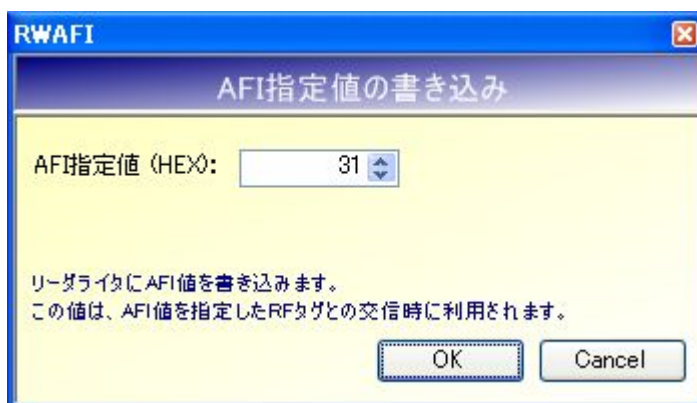 RWAFI
AFI指定値の書き込み
AFI指定値 (HEX): 31
リーダライタにAFI値を書き込みます。
この値は、AFI値を指定したRFタグとの交信時に利用されます。
OK Cancel